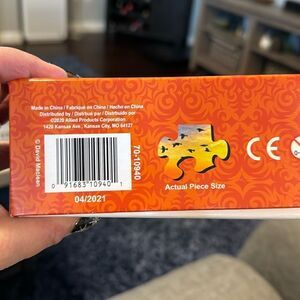 Made in China / Fabriqué en Chine / Hecho en China
Distributed by / Distribué par / Distribuido por
©2020 Allied Products Corporation
1420 Kansas Ave., Kansas City, MO 64127
© David Maclean
70-10940
0 91683 10940 1
04/2021
Actual Piece Size
CE